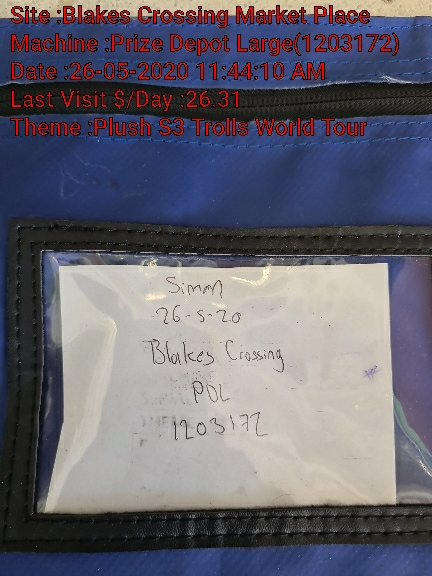 Site :Blakes Crossing Market Place
Machine :Prize Depot Large(1203172)
Date :26-05-2020 11:44:10 AM
Last Visit $/Day :26.31
Theme :Plush S3 Trolls World Tour
26-5-20
Blakes Crossing
PDL
1203172